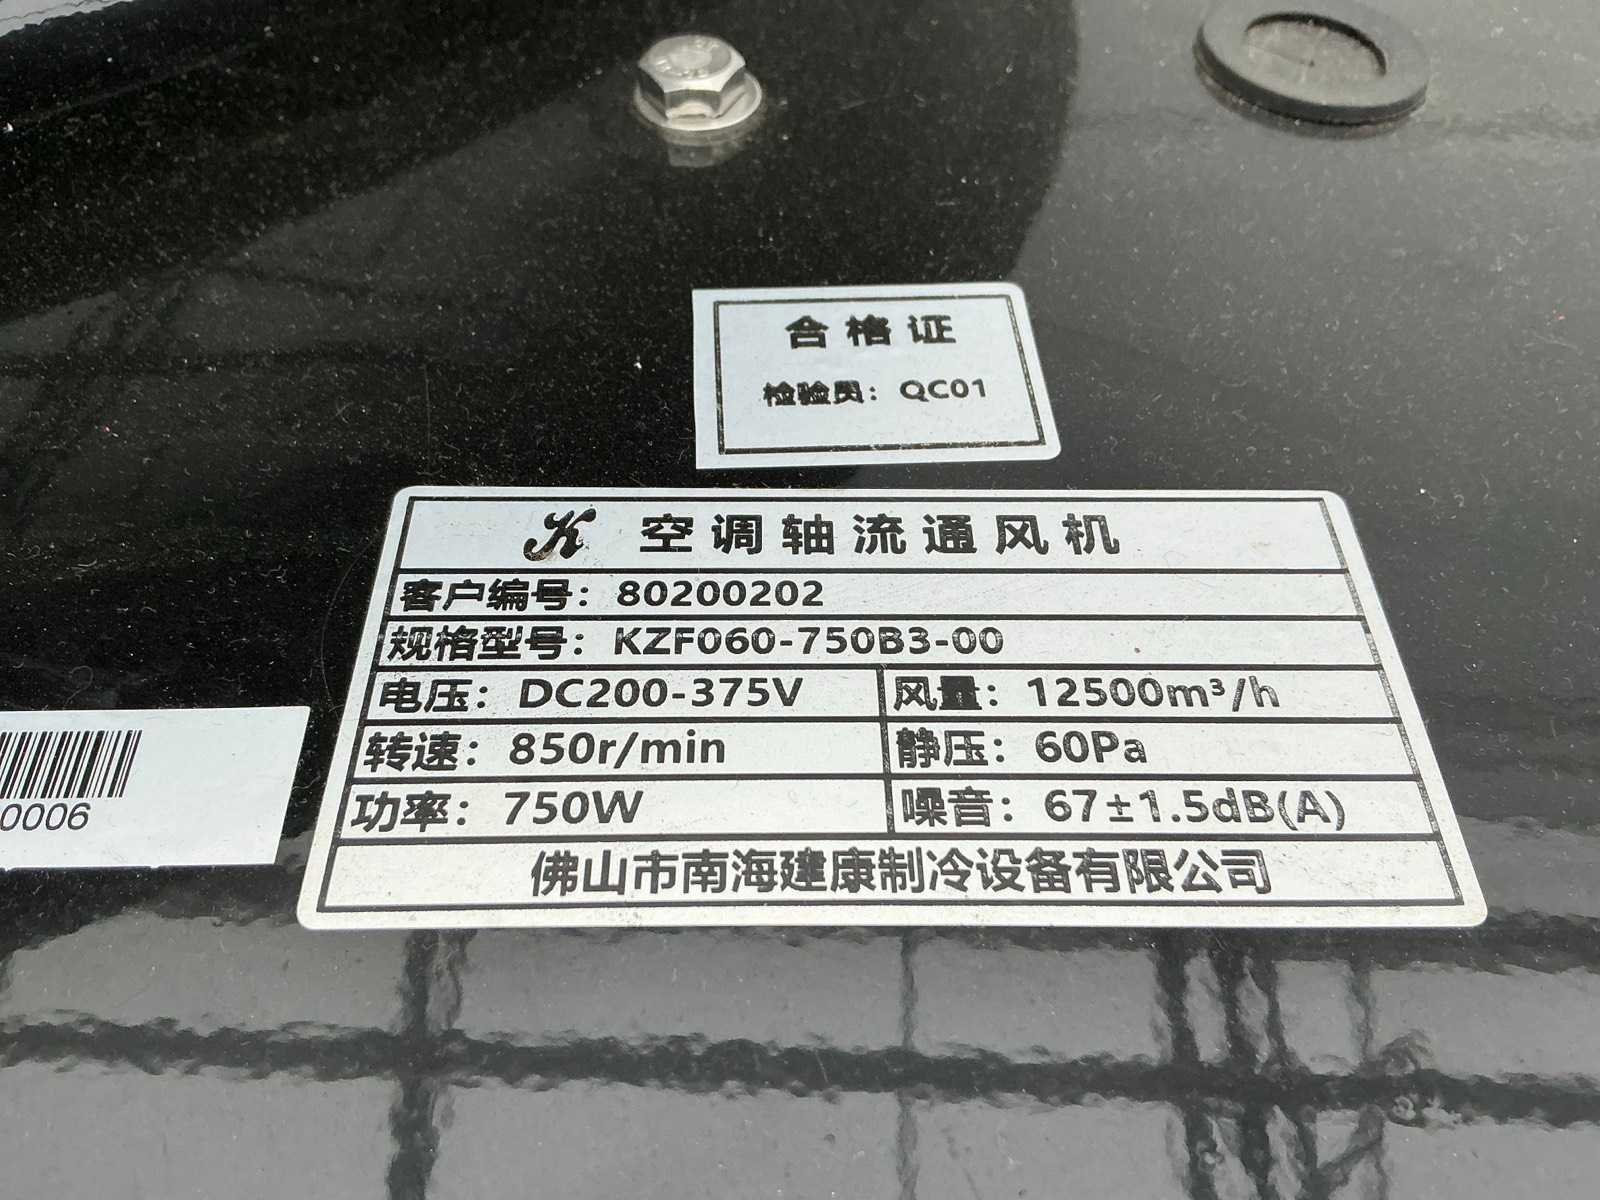 合格证
检验员：QC01
K 空调轴流通风机
客户编号：80200202
规格型号：KZF060-750B3-00
电压：DC200-375V 风量：12500m³/h
转速：850r/min 静压：60Pa
功率：750W 噪音：67±1.5dB(A)
佛山市南海建康制冷设备有限公司
0006